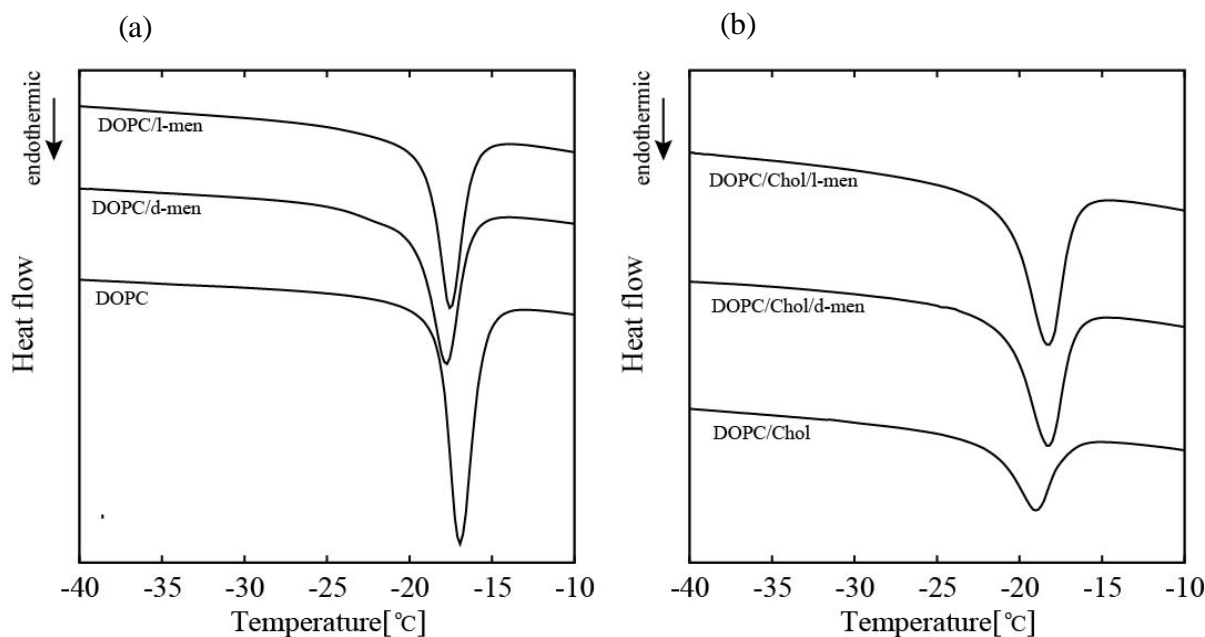 (a)
endothermic
Heat flow
DOPC/l-men
DOPC/d-men
DOPC
-40 -35 -30 -25 -20 -15 -10
Temperature[℃]
(b)
endothermic
Heat flow
DOPC/Chol/l-men
DOPC/Chol/d-men
DOPC/Chol
-40 -35 -30 -25 -20 -15 -10
Temperature[℃]